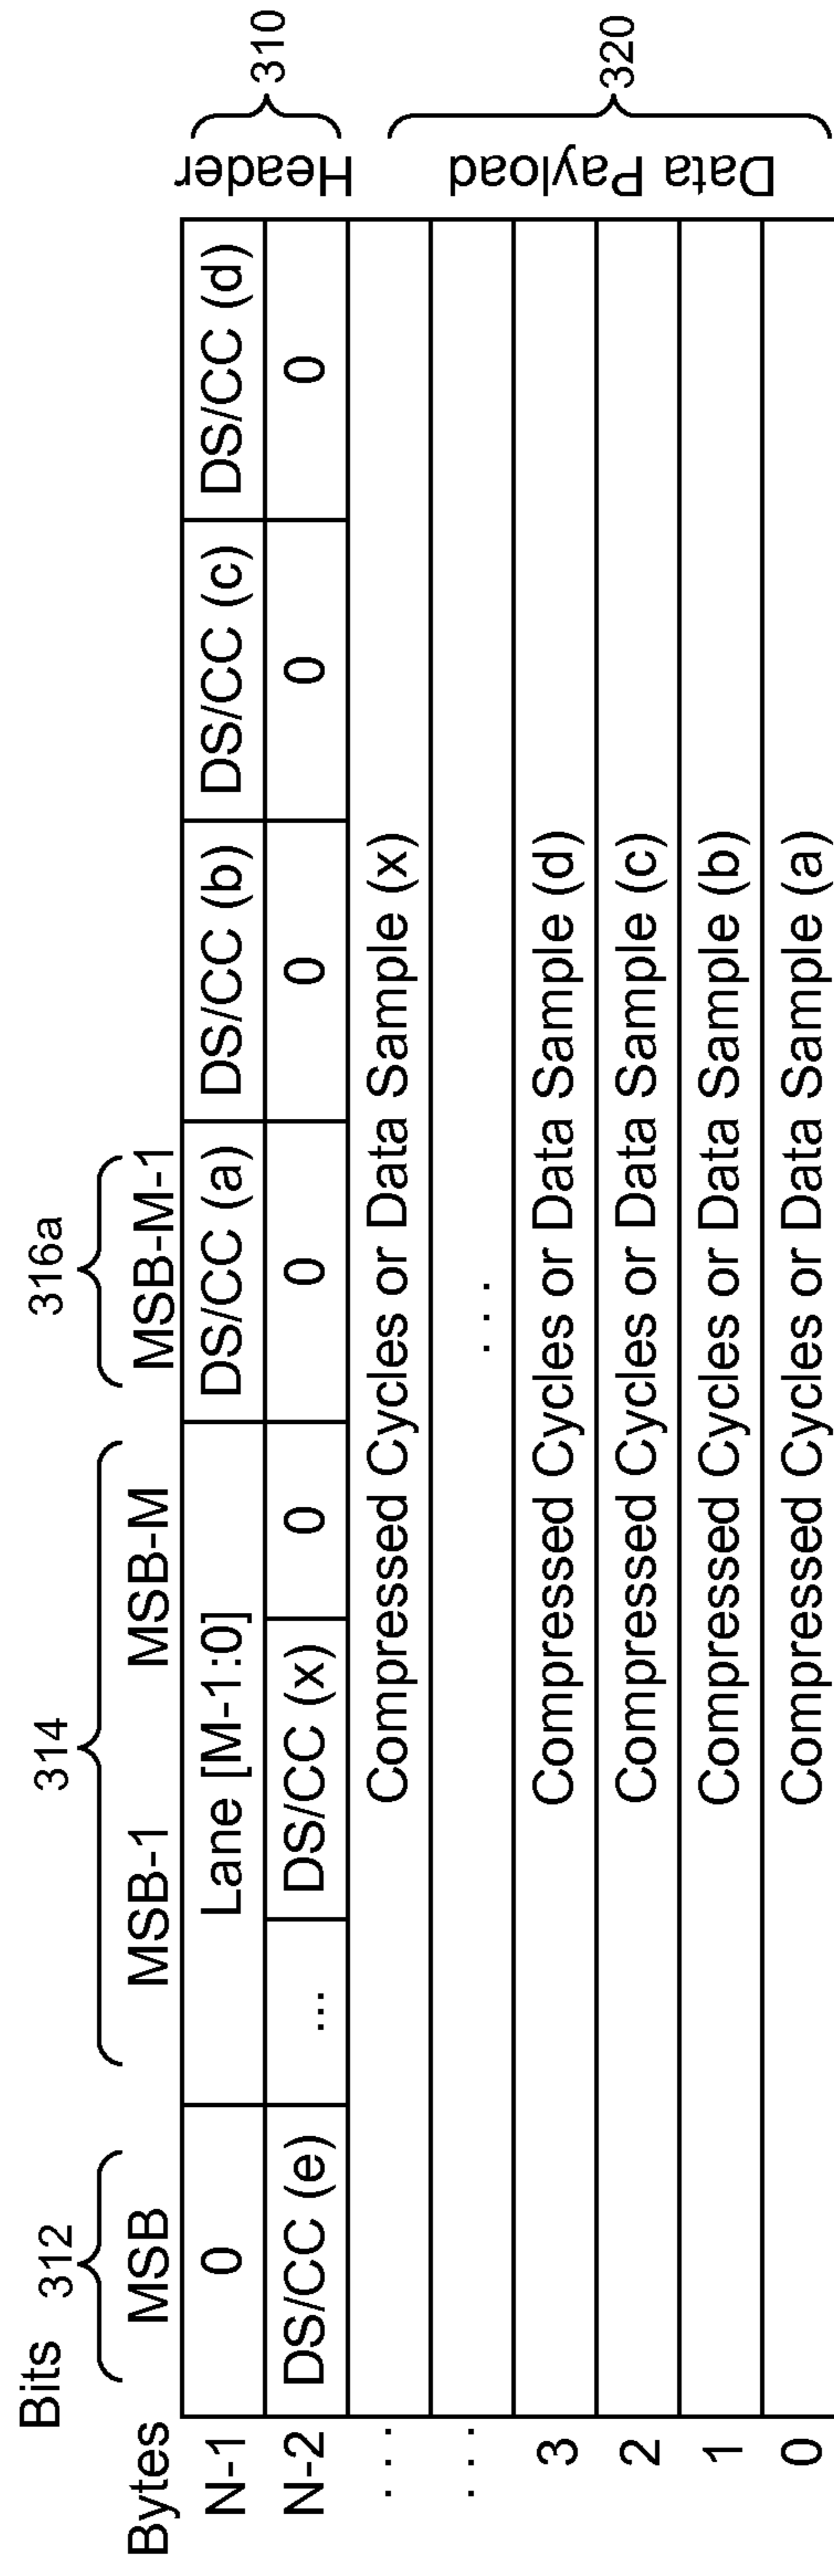 Bits 312 314 316a
Bytes MSB MSB-1 MSB-M MSB-M-1
N-1 0 Lane [M-1:0] DS/CC (a) DS/CC (b) DS/CC (c) DS/CC (d) Header 310
N-2 DS/CC (e) ... DS/CC (x) 0 0 0 0 0
. . . Compressed Cycles or Data Sample (x) Data Payload 320
. . . . . .
3 Compressed Cycles or Data Sample (d)
2 Compressed Cycles or Data Sample (c)
1 Compressed Cycles or Data Sample (b)
0 Compressed Cycles or Data Sample (a)